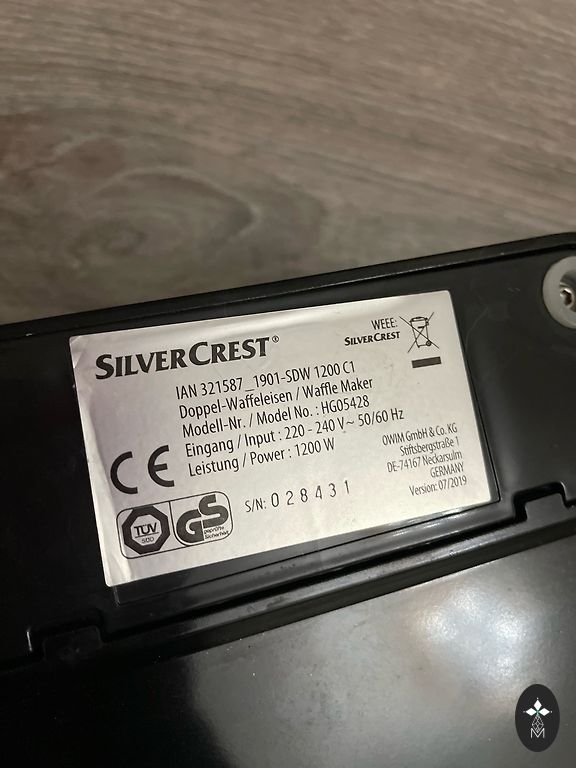 SILVERCREST®
WEEE:
SILVERCREST
IAN 321587_1901-SDW 1200 C1
Doppel-Waffeleisen / Waffle Maker
Modell-Nr. / Model No. : HG05428
Eingang / Input : 220 - 240 V ~ 50/60 Hz
Leistung / Power : 1200 W
OWIM GmbH & Co. KG
Stiftsbergstraße 1
DE-74167 Neckarsulm
GERMANY
Version: 07/2019
CE
TÜV
SÜD
GS
geprüfte
Sicherheit
S/N: 028431
M